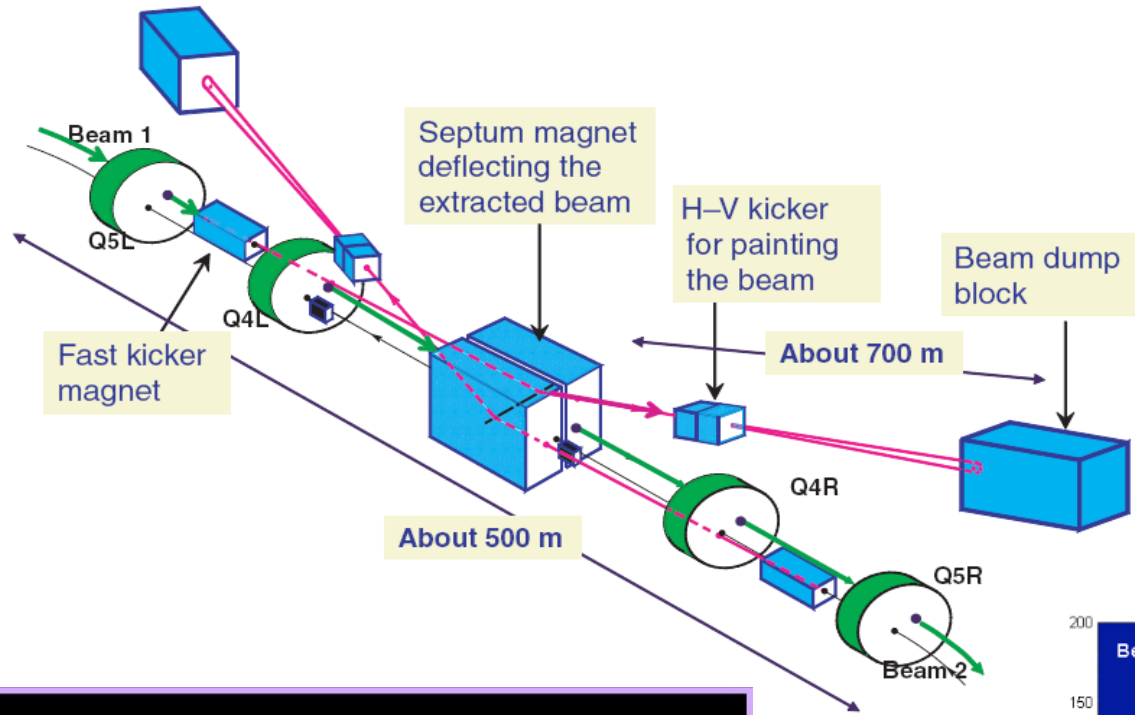 Beam 1
Septum magnet
deflecting the
extracted beam
H–V kicker
for painting
the beam
Beam dump
block
Q5L
Q4L
Fast kicker
magnet
About 700 m
About 500 m
Q4R
Q5R
Beam 2
200
150